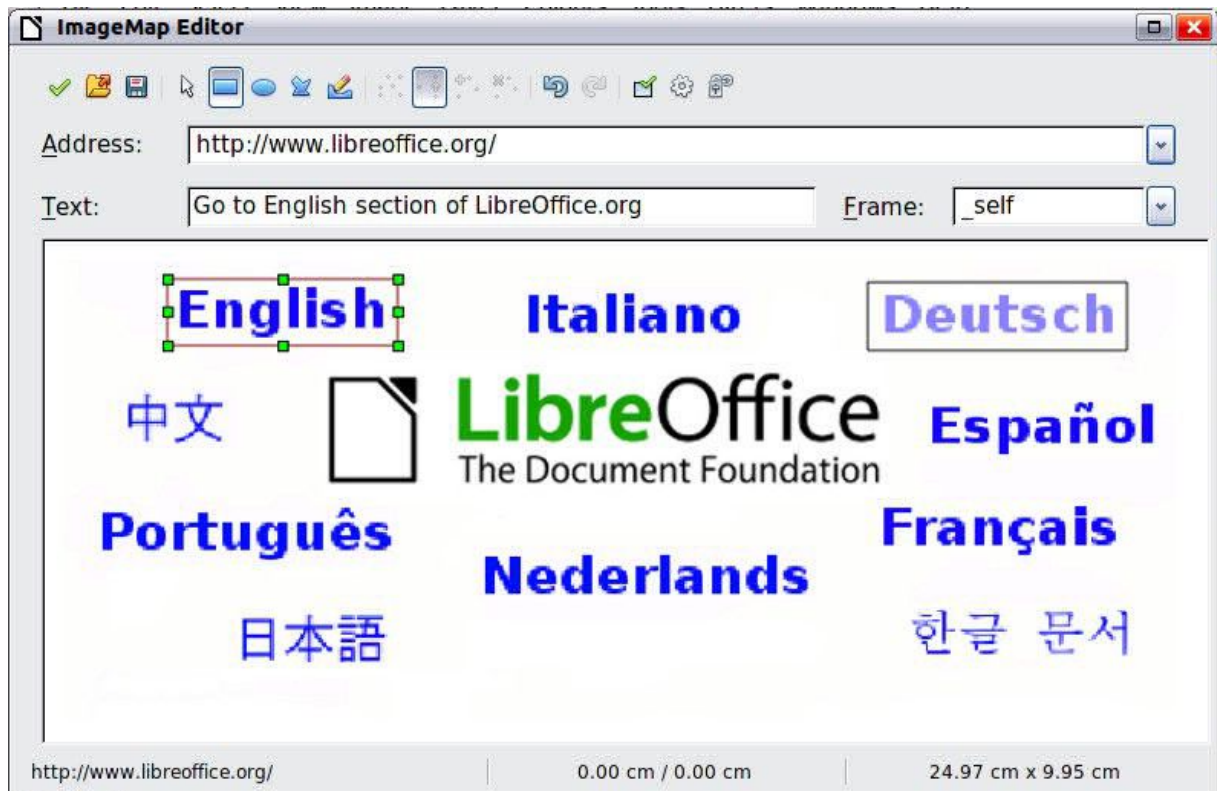 ImageMap Editor
Address: http://www.libreoffice.org/
Text: Go to English section of LibreOffice.org Frame: _self
English Italiano Deutsch
中文 LibreOffice Español
The Document Foundation
Português Français
Nederlands
日本語 한글 문서
http://www.libreoffice.org/ 0.00 cm / 0.00 cm 24.97 cm x 9.95 cm